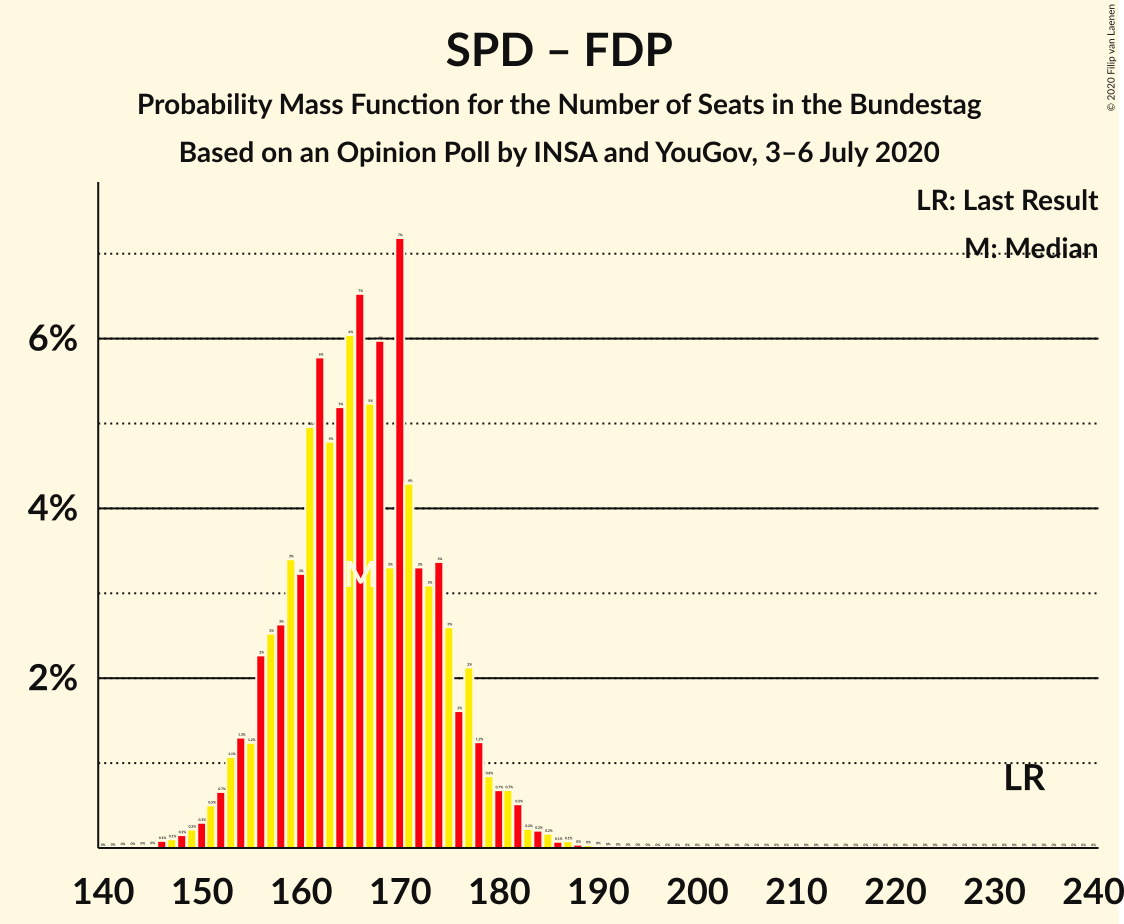 SPD – FDP
Probability Mass Function for the Number of Seats in the Bundestag
Based on an Opinion Poll by INSA and YouGov, 3–6 July 2020
© 2020 Filip van Laenen
LR: Last Result
M: Median
6%
4%
2%
M
LR
140 150 160 170 180 190 200 210 220 230 240